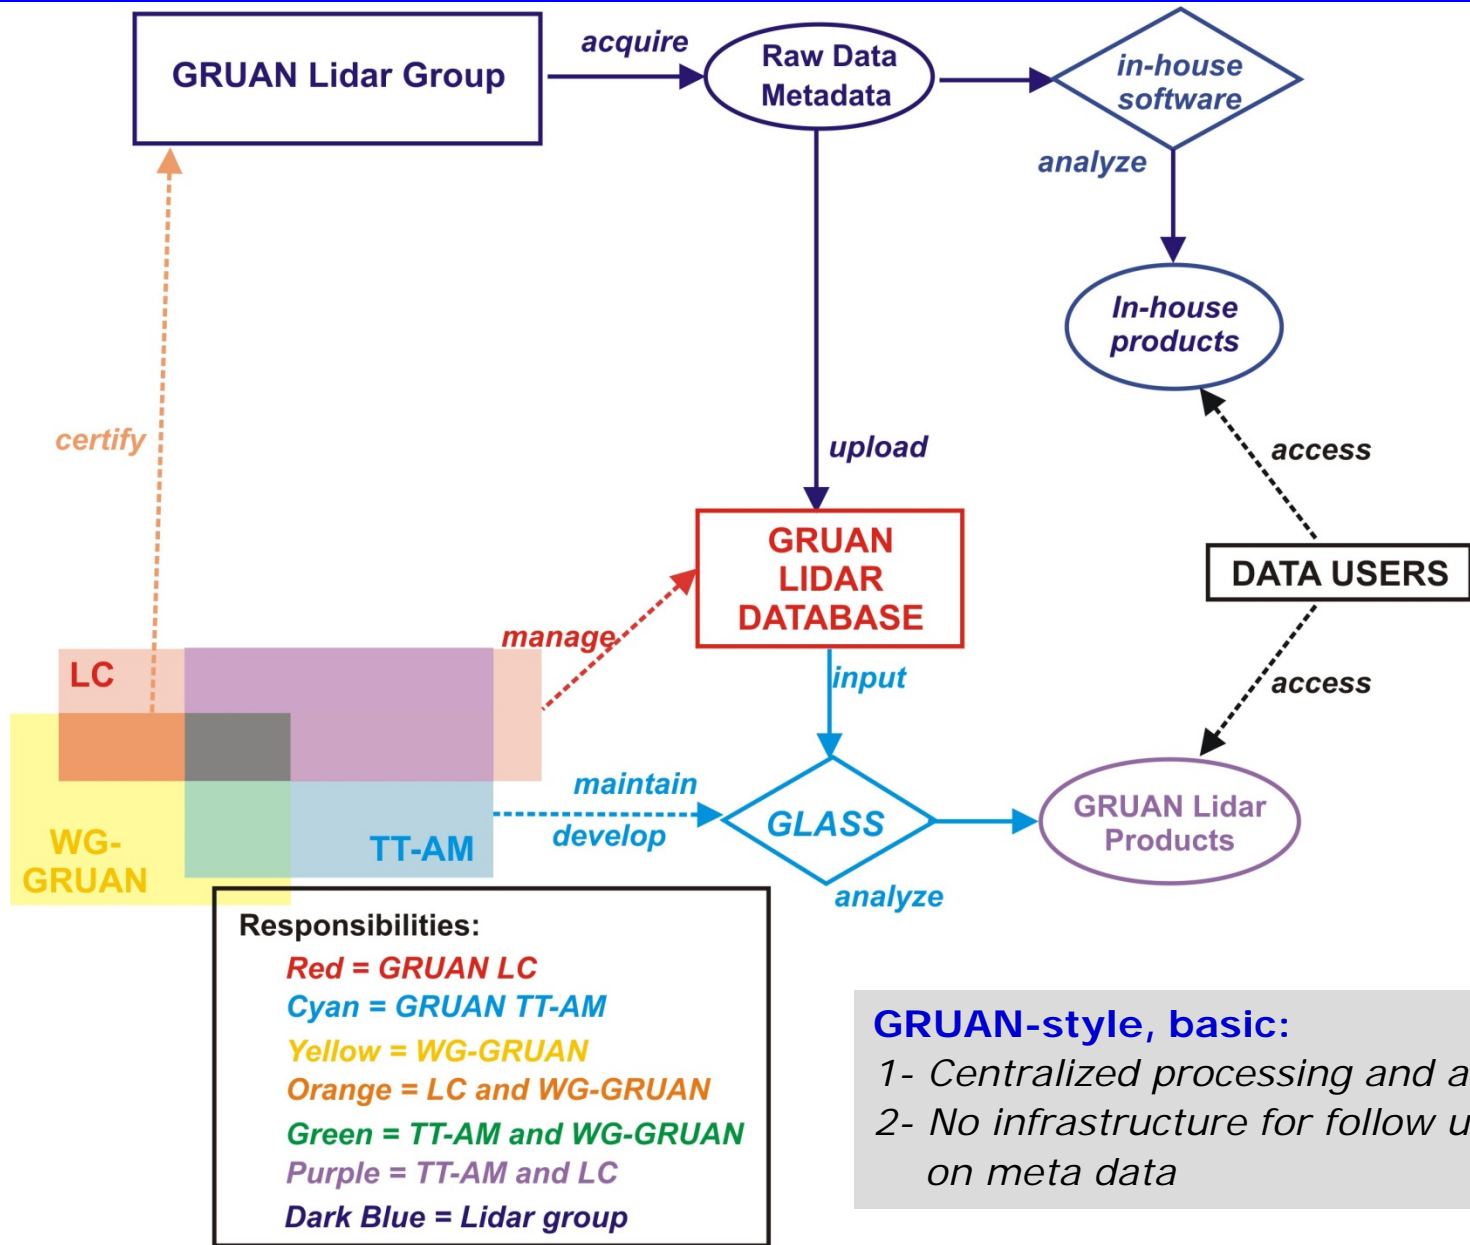 GRUAN Lidar Group
acquire
Raw Data
Metadata
in-house
software
analyze
In-house
products
certify
upload
access
GRUAN
LIDAR
DATABASE
DATA USERS
manage
LC
input
access
maintain
develop
GLASS
analyze
GRUAN Lidar
Products
WG-
GRUAN
TT-AM
Responsibilities:
Red = GRUAN LC
Cyan = GRUAN TT-AM
Yellow = WG-GRUAN
Orange = LC and WG-GRUAN
Green = TT-AM and WG-GRUAN
Purple = TT-AM and LC
Dark Blue = Lidar group
GRUAN-style, basic:
1- Centralized processing and
2- No infrastructure for follow
on meta data